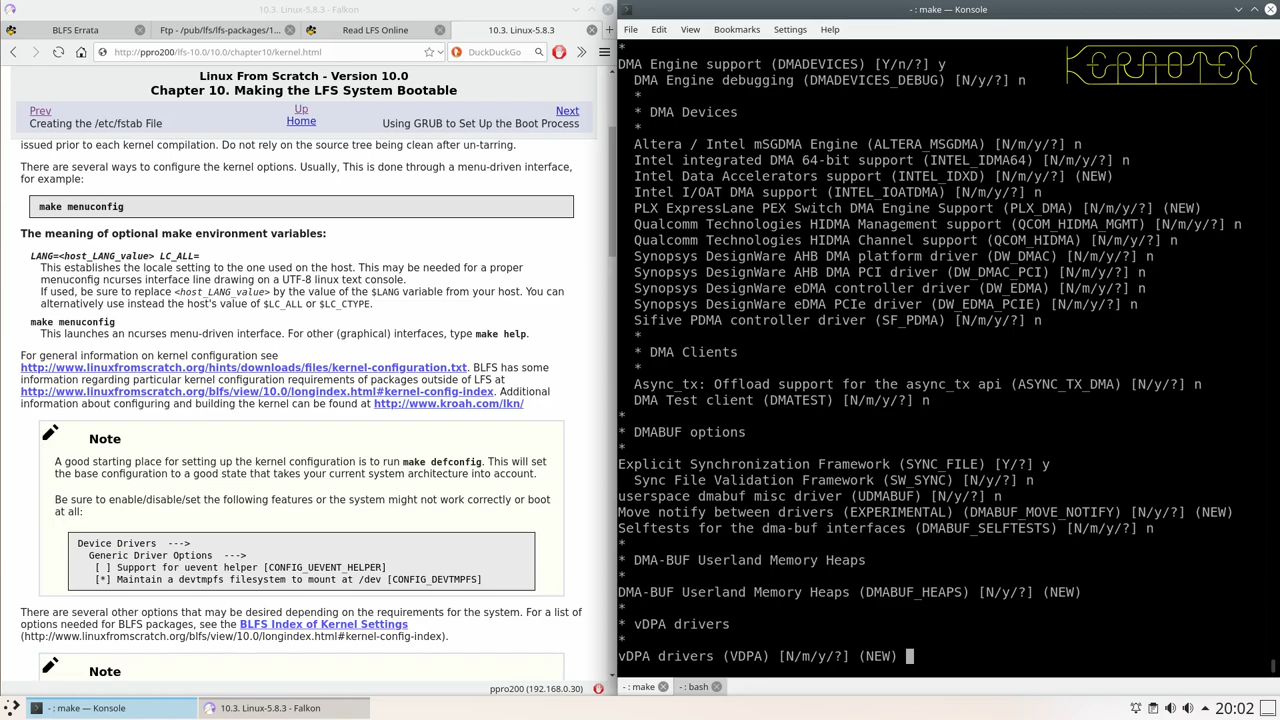 10.3. Linux-5.8.3 - Falkon
BLFS Errata
Ftp - /pub/lfs/lfs-packages/1...
Read LFS Online
10.3. Linux-5.8.3
http://ppro200/lfs-10.0/10.0/chapter10/kernel.html
DuckDuckGo
Linux From Scratch - Version 10.0
Chapter 10. Making the LFS System Bootable
Prev
Up
Next
Creating the /etc/fstab File
Home
Using GRUB to Set Up the Boot Process
issued prior to each kernel compilation. Do not rely on the source tree being clean after un-tarring.
There are several ways to configure the kernel options. Usually, This is done through a menu-driven interface,
for example:
make menuconfig
The meaning of optional make environment variables:
LANG=<host_LANG_value> LC_ALL=
This establishes the locale setting to the one used on the host. This may be needed for a proper
menuconfig ncurses interface line drawing on a UTF-8 linux text console.
If used, be sure to replace <host_LANG_value> by the value of the $LANG variable from your host. You can
alternatively use instead the host's value of $LC_ALL or $LC_CTYPE.
make menuconfig
This launches an ncurses menu-driven interface. For other (graphical) interfaces, type make help.
For general information on kernel configuration see
http://www.linuxfromscratch.org/hints/downloads/files/kernel-configuration.txt. BLFS has some
information regarding particular kernel configuration requirements of packages outside of LFS at
http://www.linuxfromscratch.org/blfs/view/10.0/longindex.html#kernel-config-index. Additional
information about configuring and building the kernel can be found at http://www.kroah.com/lkn/
Note
A good starting place for setting up the kernel configuration is to run make defconfig. This will set
the base configuration to a good state that takes your current system architecture into account.
Be sure to enable/disable/set the following features or the system might not work correctly or boot
at all:
Device Drivers --->
Generic Driver Options --->
[ ] Support for uevent helper [CONFIG_UEVENT_HELPER]
[*] Maintain a devtmpfs filesystem to mount at /dev [CONFIG_DEVTMPFS]
There are several other options that may be desired depending on the requirements for the system. For a list of
options needed for BLFS packages, see the BLFS Index of Kernel Settings
(http://www.linuxfromscratch.org/blfs/view/10.0/longindex.html#kernel-config-index).
Note
ppro200 (192.168.0.30)
- : make — Konsole
File Edit View Bookmarks Settings Help
KERAOTEX
*
DMA Engine support (DMADEVICES) [Y/n/?] y
DMA Engine debugging (DMADEVICES_DEBUG) [N/y/?] n
*
* DMA Devices
*
Altera / Intel mSGDMA Engine (ALTERA_MSGDMA) [N/m/y/?] n
Intel integrated DMA 64-bit support (INTEL_IDMA64) [N/m/y/?] n
Intel Data Accelerators support (INTEL_IDXD) [N/m/y/?] (NEW)
Intel I/OAT DMA support (INTEL_IOATDMA) [N/m/y/?] n
PLX ExpressLane PEX Switch DMA Engine Support (PLX_DMA) [N/m/y/?] (NEW)
Qualcomm Technologies HIDMA Management support (QCOM_HIDMA_MGMT) [N/m/y/?] n
Qualcomm Technologies HIDMA Channel support (QCOM_HIDMA) [N/m/y/?] n
Synopsys DesignWare AHB DMA platform driver (DW_DMAC) [N/m/y/?] n
Synopsys DesignWare AHB DMA PCI driver (DW_DMAC_PCI) [N/m/y/?] n
Synopsys DesignWare eDMA controller driver (DW_EDMA) [N/m/y/?] n
Synopsys DesignWare eDMA PCIe driver (DW_EDMA_PCIE) [N/m/y/?] n
Sifive PDMA controller driver (SF_PDMA) [N/m/y/?] n
*
* DMA Clients
*
Async_tx: Offload support for the async_tx api (ASYNC_TX_DMA) [N/y/?] n
DMA Test client (DMATEST) [N/m/y/?] n
*
* DMABUF options
*
Explicit Synchronization Framework (SYNC_FILE) [Y/?] y
Sync File Validation Framework (SW_SYNC) [N/y/?] n
userspace dmabuf misc driver (UDMABUF) [N/y/?] n
Move notify between drivers (EXPERIMENTAL) (DMABUF_MOVE_NOTIFY) [N/y/?] (NEW)
Selftests for the dma-buf interfaces (DMABUF_SELFTESTS) [N/m/y/?] n
*
* DMA-BUF Userland Memory Heaps
*
DMA-BUF Userland Memory Heaps (DMABUF_HEAPS) [N/y/?] (NEW)
*
* vDPA drivers
*
vDPA drivers (VDPA) [N/m/y/?] (NEW)
- : make
- : bash
- : make — Konsole
10.3. Linux-5.8.3 - Falkon
20:02